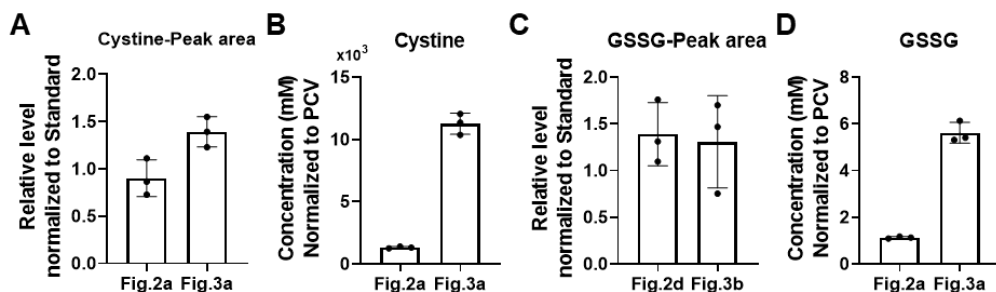 A
Cystine-Peak area
Relative level
normalized to Standard
2.0
1.5
1.0
0.5
0.0
Fig.2a Fig.3a
B
×10³
Cystine
Concentration (mM)
Normalized to PCV
15
10
5
0
Fig.2a Fig.3a
C
GSSG-Peak area
Relative level
normalized to Standard
2.0
1.5
1.0
0.5
0.0
Fig.2d Fig.3b
D
GSSG
Concentration (mM)
Normalized to PCV
8
6
4
2
0
Fig.2a Fig.3a